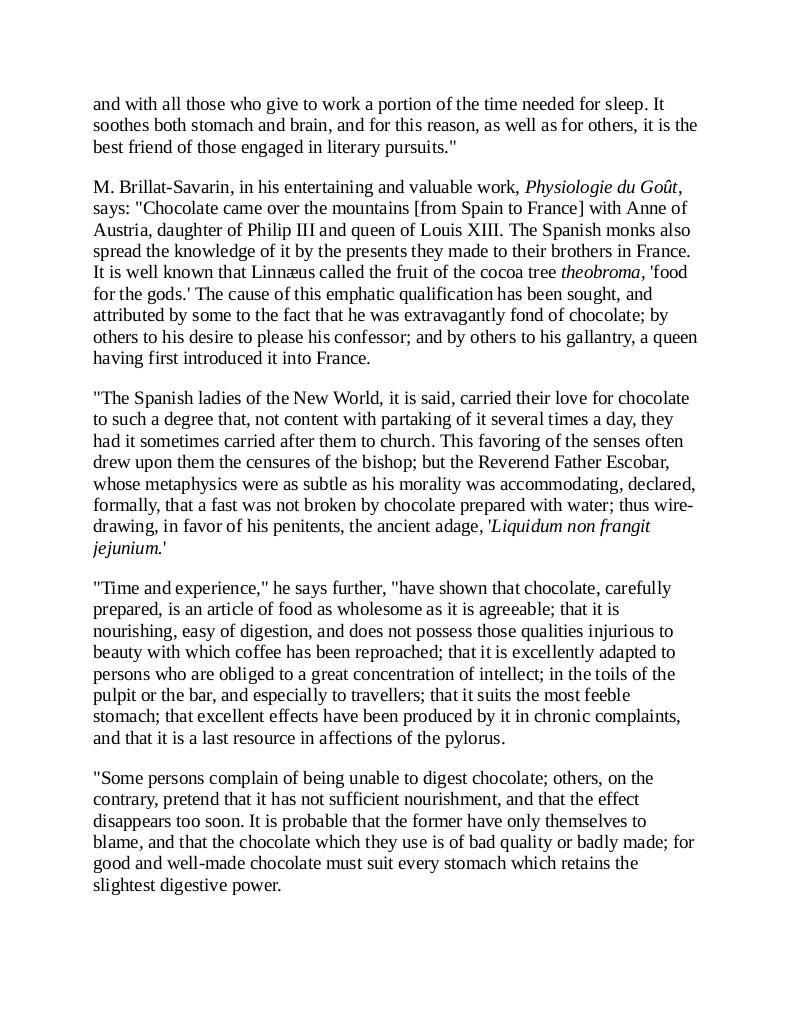 and with all those who give to work a portion of the time needed for sleep. It
soothes both stomach and brain, and for this reason, as well as for others, it is the
best friend of those engaged in literary pursuits."
M. Brillat-Savarin, in his entertaining and valuable work, Physiologie du Goût,
says: "Chocolate came over the mountains [from Spain to France] with Anne of
Austria, daughter of Philip III and queen of Louis XIII. The Spanish monks also
spread the knowledge of it by the presents they made to their brothers in France.
It is well known that Linnæus called the fruit of the cocoa tree theobroma, 'food
for the gods.' The cause of this emphatic qualification has been sought, and
attributed by some to the fact that he was extravagantly fond of chocolate; by
others to his desire to please his confessor; and by others to his gallantry, a queen
having first introduced it into France.
"The Spanish ladies of the New World, it is said, carried their love for chocolate
to such a degree that, not content with partaking of it several times a day, they
had it sometimes carried after them to church. This favoring of the senses often
drew upon them the censures of the bishop; but the Reverend Father Escobar,
whose metaphysics were as subtle as his morality was accommodating, declared,
formally, that a fast was not broken by chocolate prepared with water; thus wire-
drawing, in favor of his penitents, the ancient adage, 'Liquidum non frangit
jejunium.'
"Time and experience," he says further, "have shown that chocolate, carefully
prepared, is an article of food as wholesome as it is agreeable; that it is
nourishing, easy of digestion, and does not possess those qualities injurious to
beauty with which coffee has been reproached; that it is excellently adapted to
persons who are obliged to a great concentration of intellect; in the toils of the
pulpit or the bar, and especially to travellers; that it suits the most feeble
stomach; that excellent effects have been produced by it in chronic complaints,
and that it is a last resource in affections of the pylorus.
"Some persons complain of being unable to digest chocolate; others, on the
contrary, pretend that it has not sufficient nourishment, and that the effect
disappears too soon. It is probable that the former have only themselves to
blame, and that the chocolate which they use is of bad quality or badly made; for
good and well-made chocolate must suit every stomach which retains the
slightest digestive power.